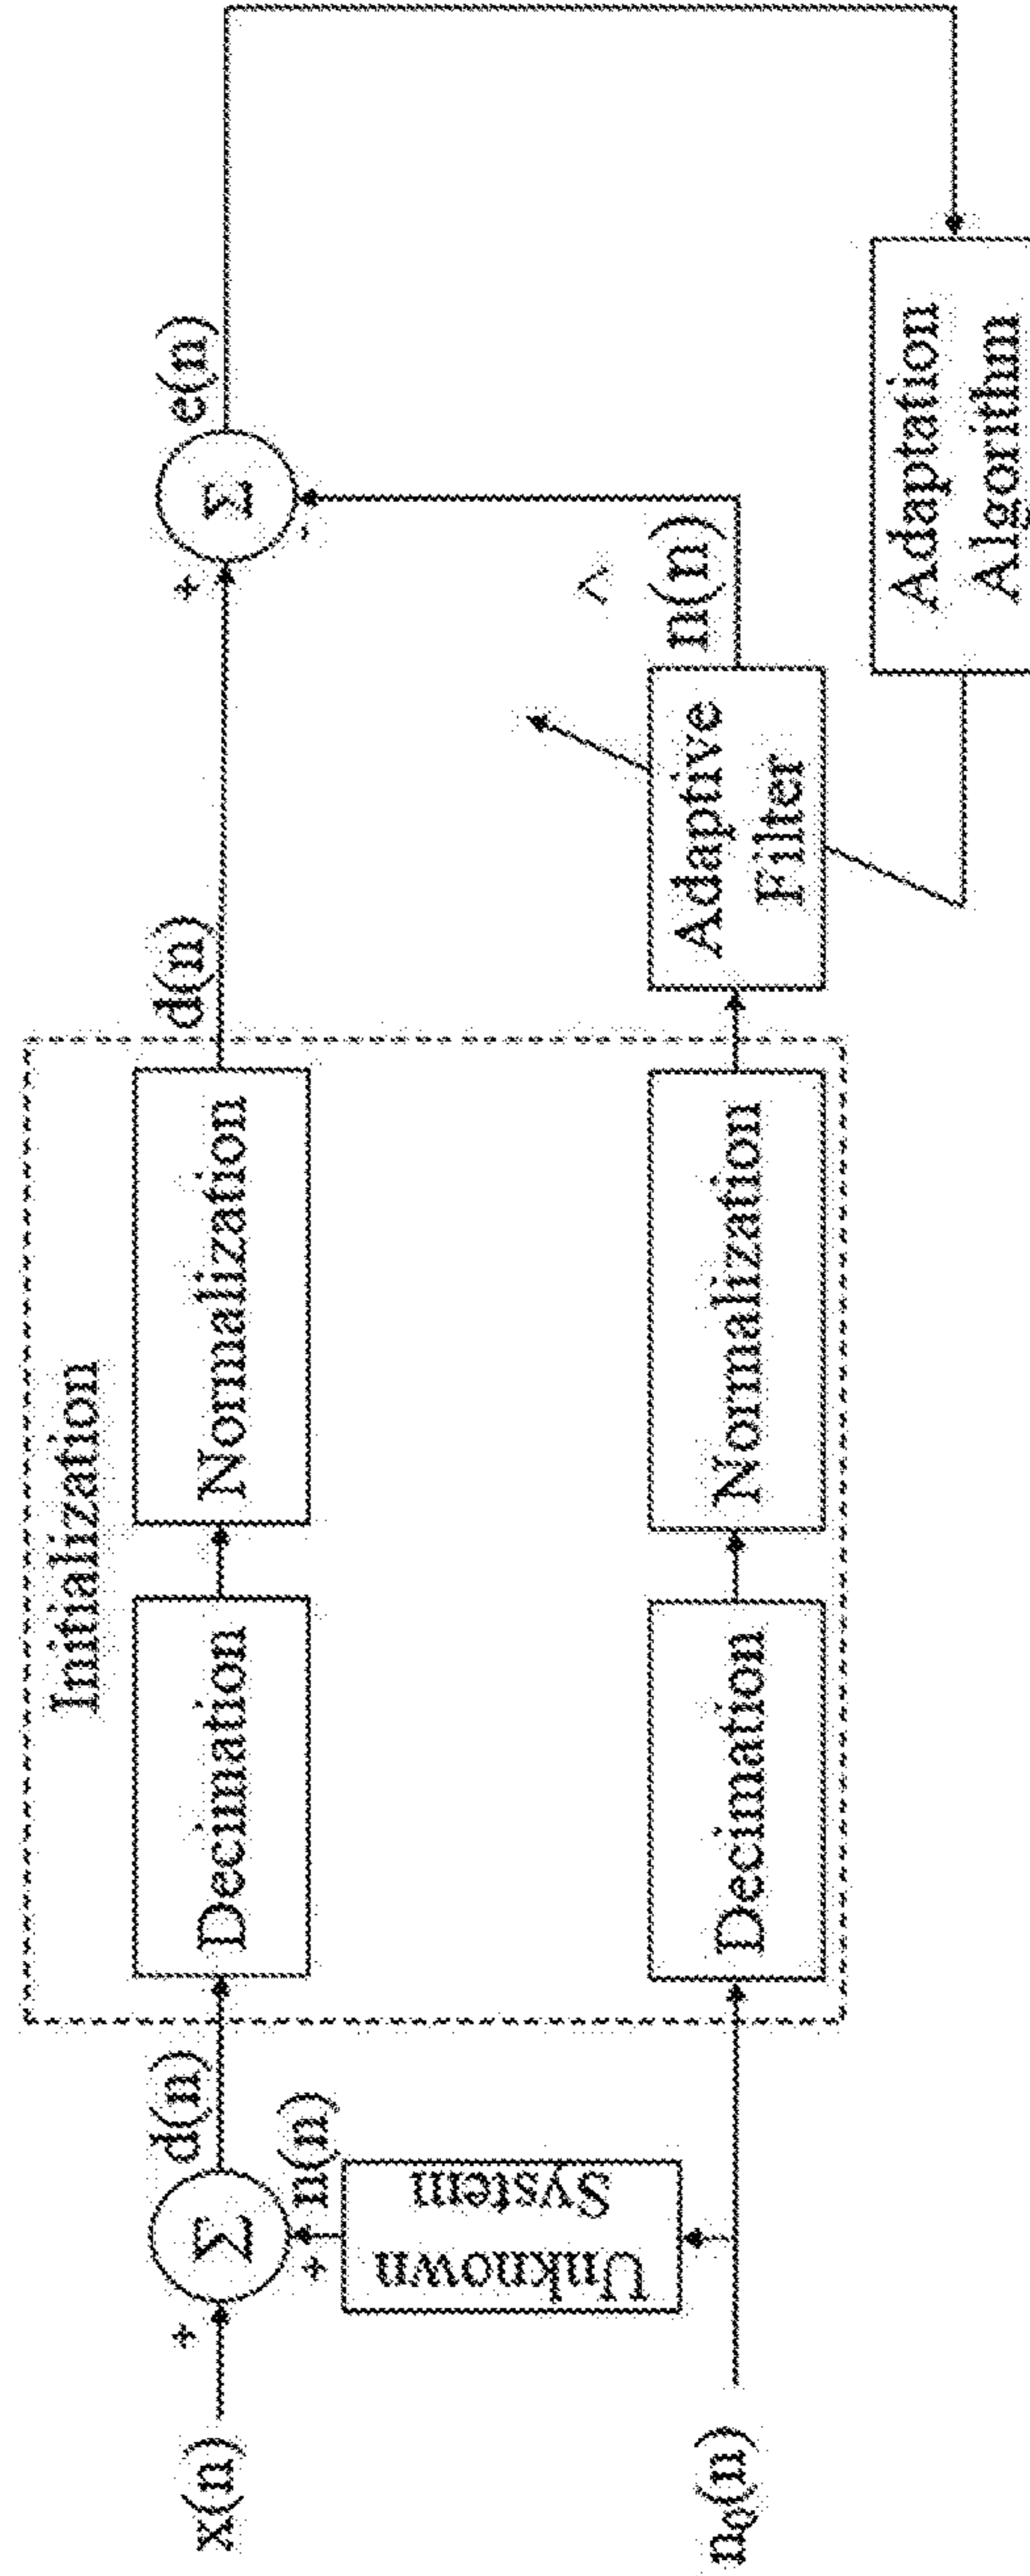 Initialization
x(n)
+
Σ
d(n)
+
n(n)
Decimation
Normalization
d(n)
+
Σ
-
e(n)
Unknown
System
n₀(n)
Decimation
Normalization
Adaptive
Filter
^
n(n)
Adaptation
Algorithm